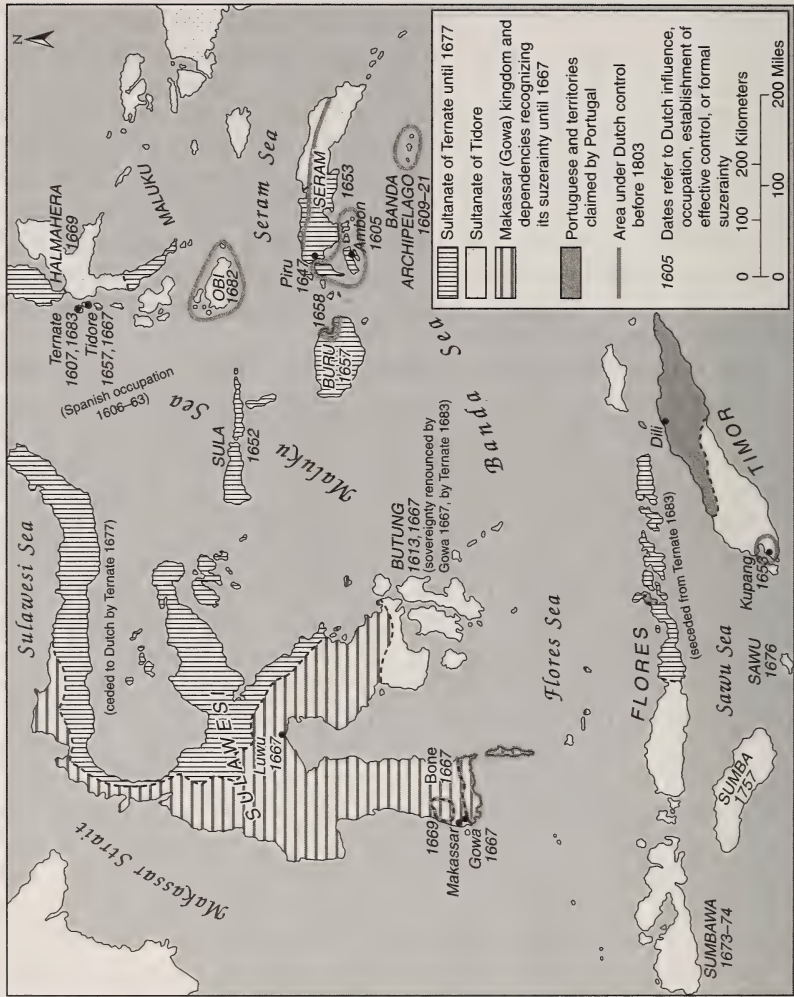 N
Sulawesi Sea
(ceded to Dutch by Ternate 1677)
Makassar Strait
SULAWESI
Luwu
1667
1669
Bone
1667
Makassar
Gowa
1667
HALMAHERA
1669
Ternate
1607, 1683
Tidore
1657, 1667
(Spanish occupation
1606–63)
MALUKU
Maluku
Sea
SULA
1652
OBI
1682
Seram Sea
Piru
1647
SERAM
1653
1658
BURU
1657
Ambon
1605
BANDA
ARCHIPELAGO
1609–21
BUTUNG
1613, 1667
(sovereignty renounced by
Gowa 1667, by Ternate 1683)
Banda
Sea
Flores Sea
FLORES
(seceded from Ternate 1683)
Dili
TIMOR
Kupang
1653
Sawu Sea
SAWU
1676
SUMBA
1757
SUMBAWA
1673–74
Sultanate of Ternate until 1677
Sultanate of Tidore
Makassar (Gowa) kingdom and
dependencies recognizing
its suzerainty until 1667
Portuguese and territories
claimed by Portugal
Area under Dutch control
before 1803
1605 Dates refer to Dutch influence,
occupation, establishment of
effective control, or formal
suzerainty
0 100 200 Kilometers
0 100 200 Miles